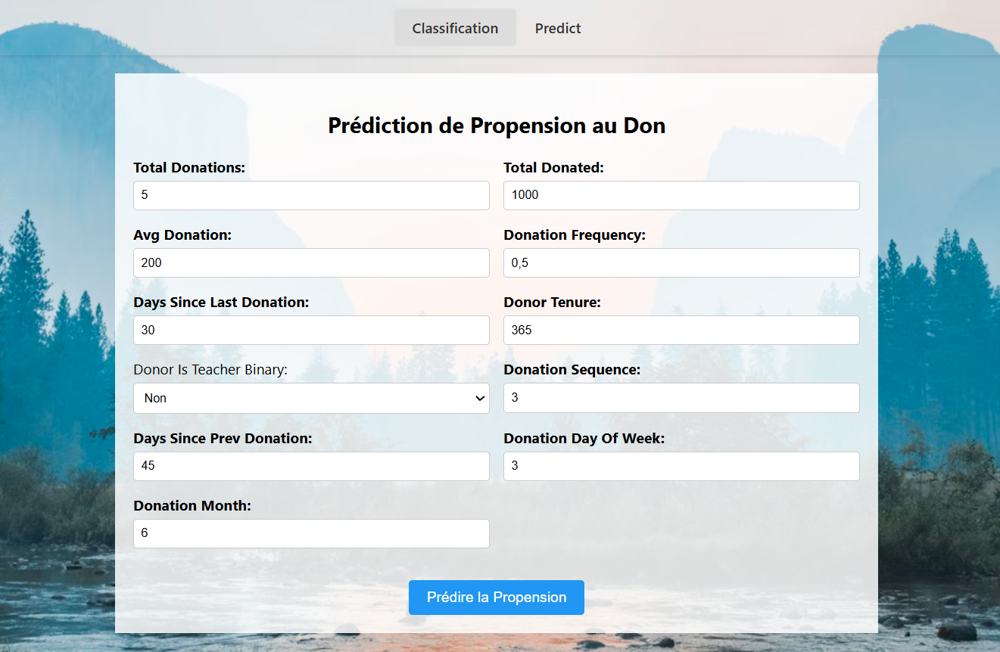 Classification Predict
Prédiction de Propension au Don
Total Donations: Total Donated:
5 1000
Avg Donation: Donation Frequency:
200 0,5
Days Since Last Donation: Donor Tenure:
30 365
Donor Is Teacher Binary: Donation Sequence:
Non 3
Days Since Prev Donation: Donation Day Of Week:
45 3
Donation Month:
6
Prédire la Propension